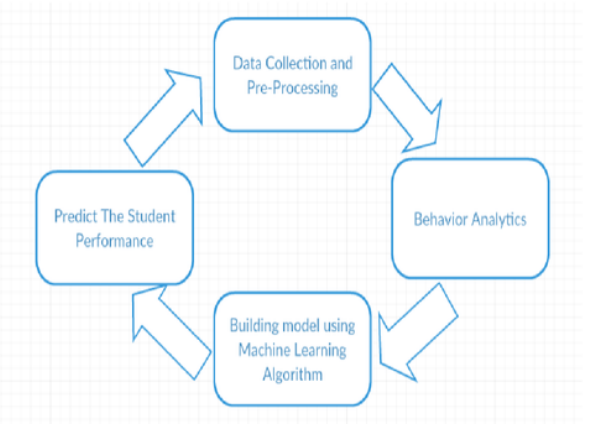 Data Collection and
Pre-Processing
Behavior Analytics
Building model using
Machine Learning
Algorithm
Predict The Student
Performance